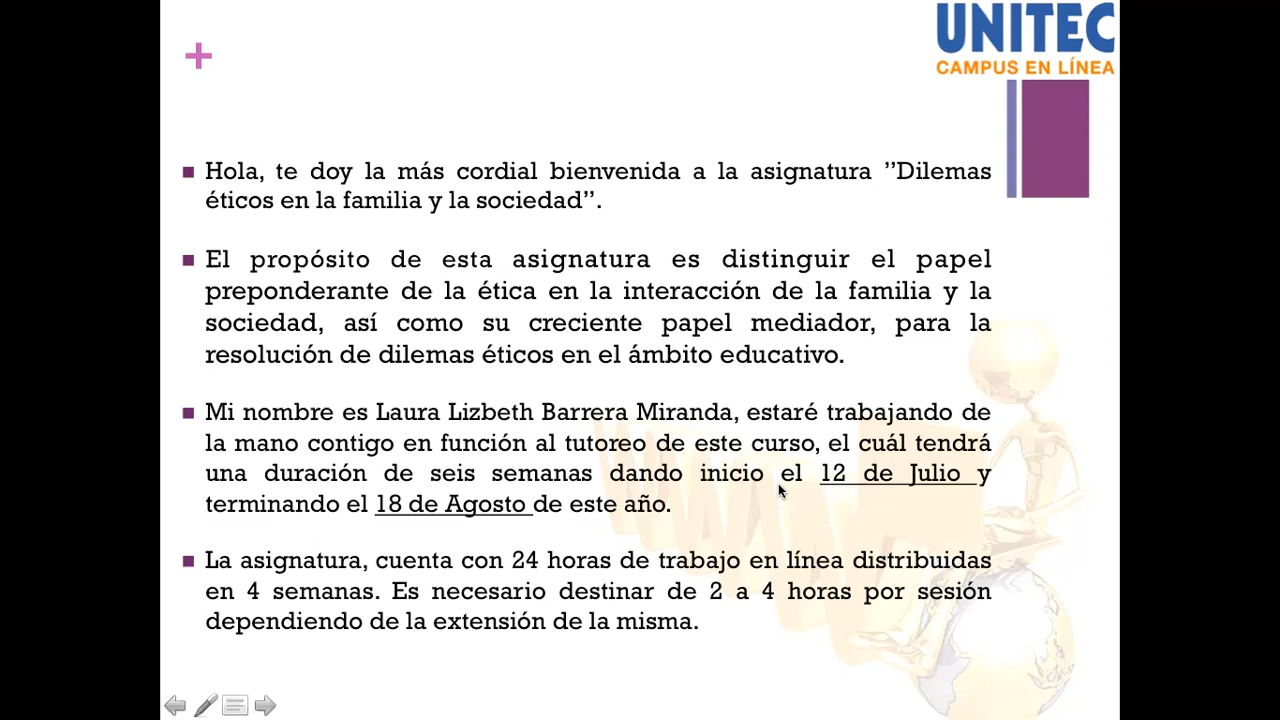 UNITEC
CAMPUS EN LÍNEA
Hola, te doy la más cordial bienvenida a la asignatura ”Dilemas
éticos en la familia y la sociedad”.
El propósito de esta asignatura es distinguir el papel
preponderante de la ética en la interacción de la familia y la
sociedad, así como su creciente papel mediador, para la
resolución de dilemas éticos en el ámbito educativo.
Mi nombre es Laura Lizbeth Barrera Miranda, estaré trabajando de
la mano contigo en función al tutoreo de este curso, el cuál tendrá
una duración de seis semanas dando inicio el 12 de Julio y
terminando el 18 de Agosto de este año.
La asignatura, cuenta con 24 horas de trabajo en línea distribuidas
en 4 semanas. Es necesario destinar de 2 a 4 horas por sesión
dependiendo de la extensión de la misma.